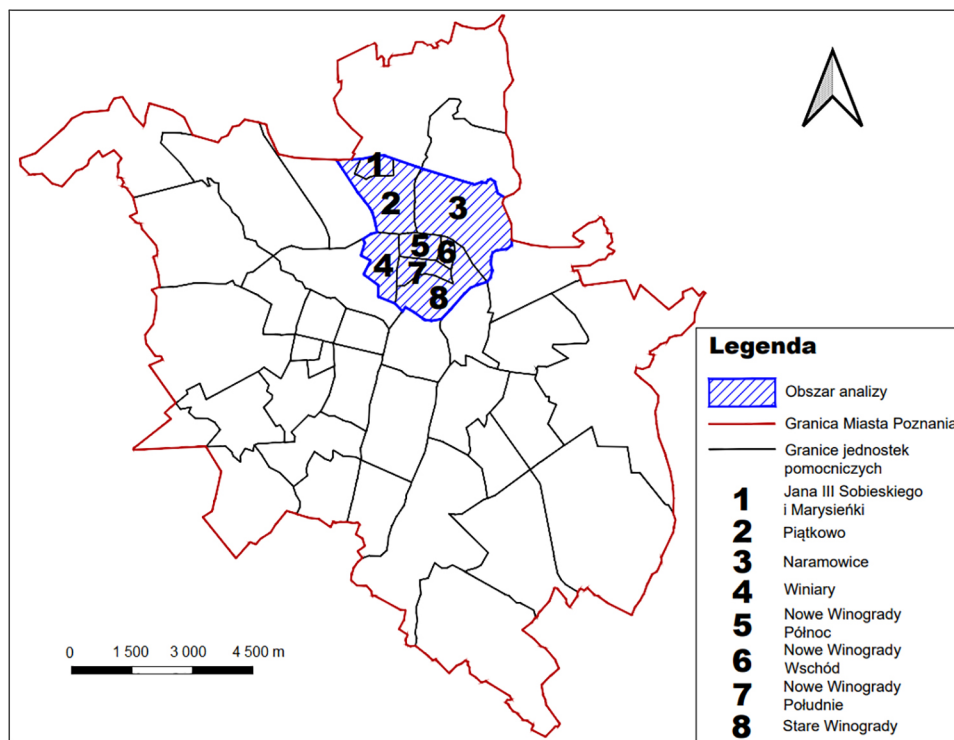 1
2
3
5
6
4
7
8
Legenda
Obszar analizy
Granica Miasta Poznania
Granice jednostek
pomocniczych
1 Jana III Sobieskiego
i Marysieńki
2 Piątkowo
3 Naramowice
4 Winiary
5 Nowe Winogrady
Północ
6 Nowe Winogrady
Wschód
7 Nowe Winogrady
Południe
8 Stare Winogrady
0 1 500 3 000 4 500 m